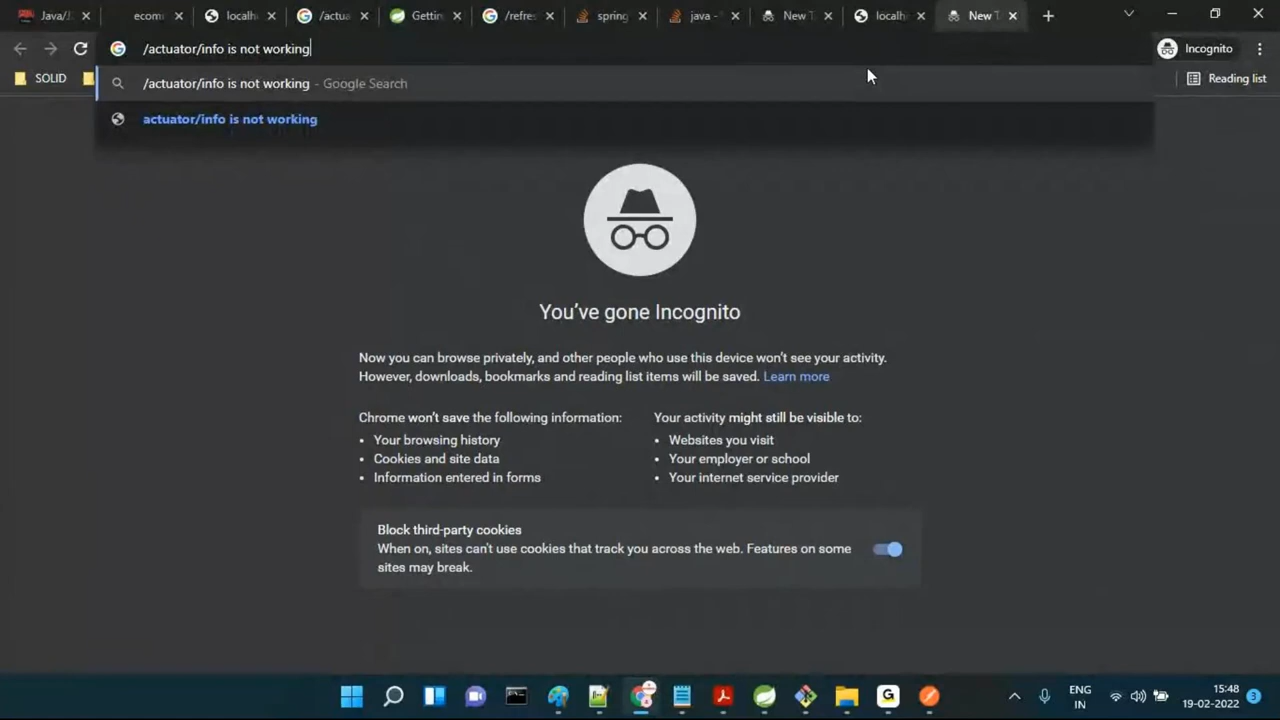 Java/J
ecom
localh
/actua
Gettin
/refre
spring
java -
New T
localh
New T
/actuator/info is not working
Incognito
/actuator/info is not working - Google Search
SOLID
Reading list
actuator/info is not working
You've gone Incognito
Now you can browse privately, and other people who use this device won't see your activity.
However, downloads, bookmarks and reading list items will be saved. Learn more
Chrome won't save the following information:
• Your browsing history
• Cookies and site data
• Information entered in forms
Your activity might still be visible to:
• Websites you visit
• Your employer or school
• Your internet service provider
Block third-party cookies
When on, sites can't use cookies that track you across the web. Features on some
sites may break.
ENG
IN
15:48
19-02-2022
3